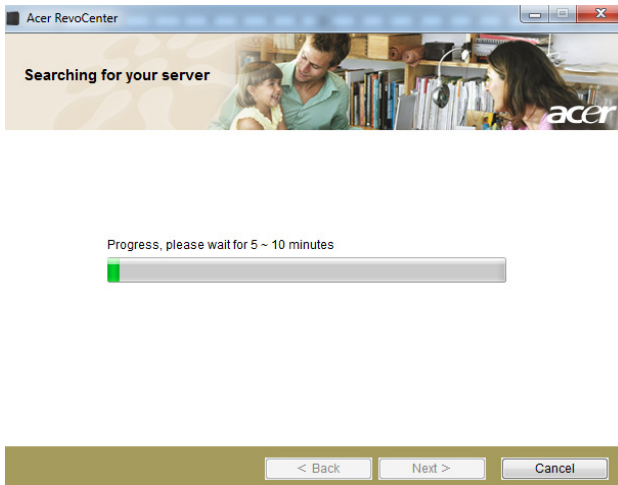 Acer RevoCenter
Searching for your server
acer
Progress, please wait for 5 ~ 10 minutes
< Back
Next >
Cancel